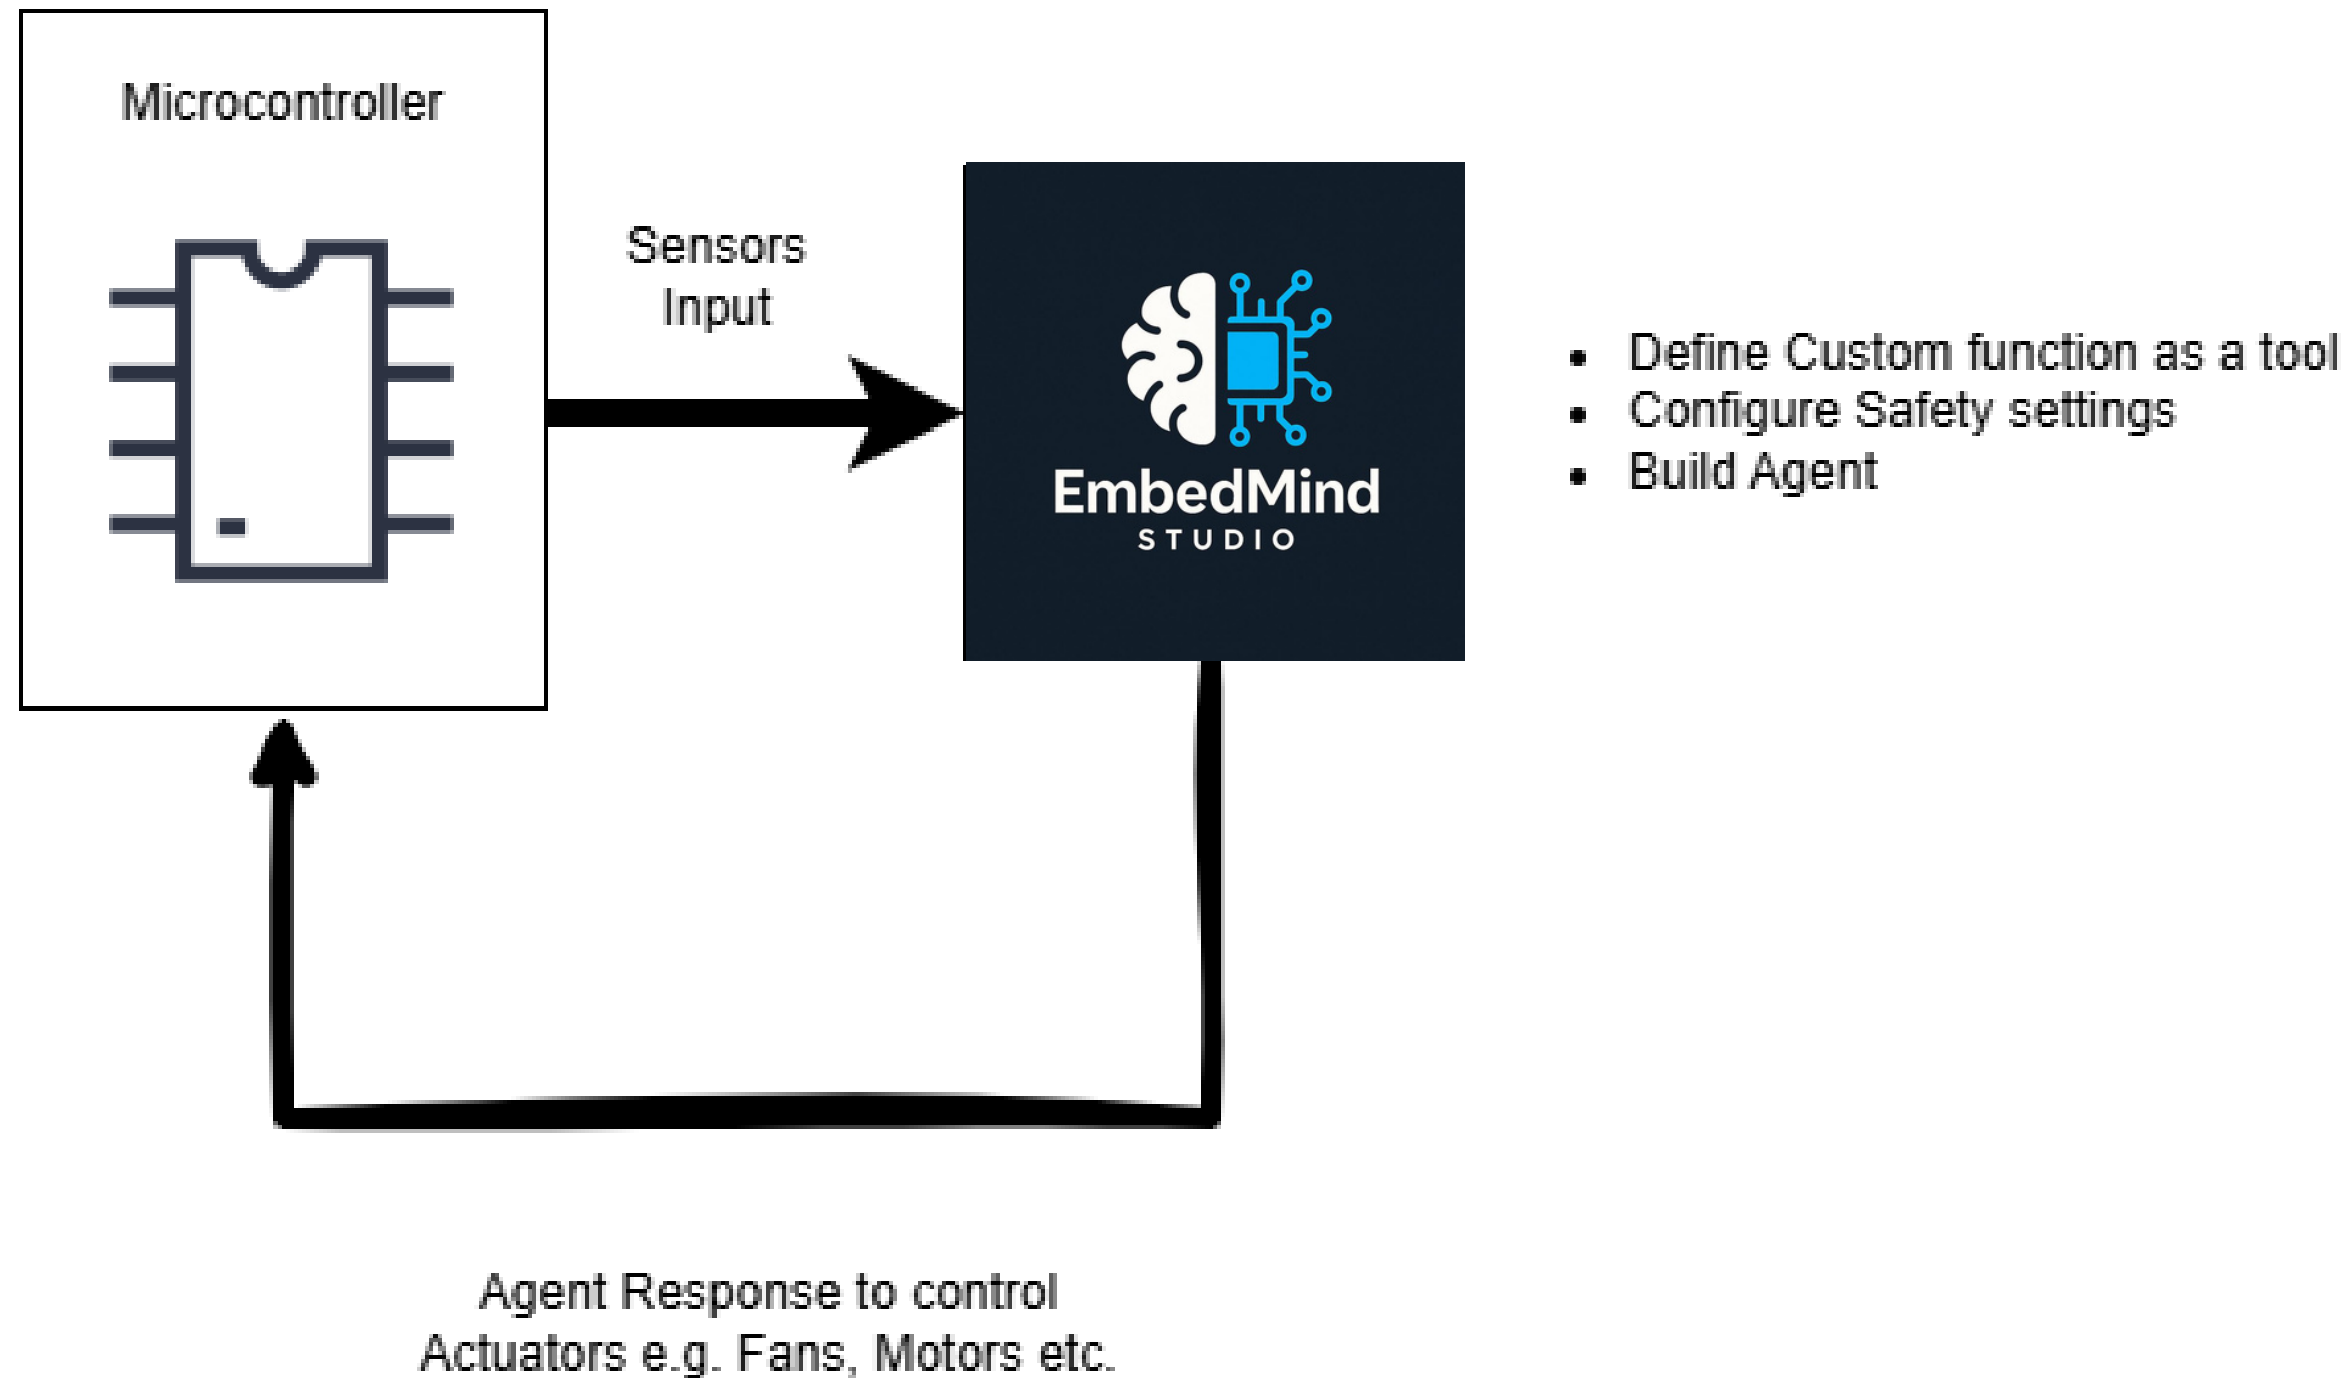 Microcontroller
Sensors
Input
EmbedMind
STUDIO
• Define Custom function as a tool
• Configure Safety settings
• Build Agent
Agent Response to control
Actuators e.g. Fans, Motors etc.